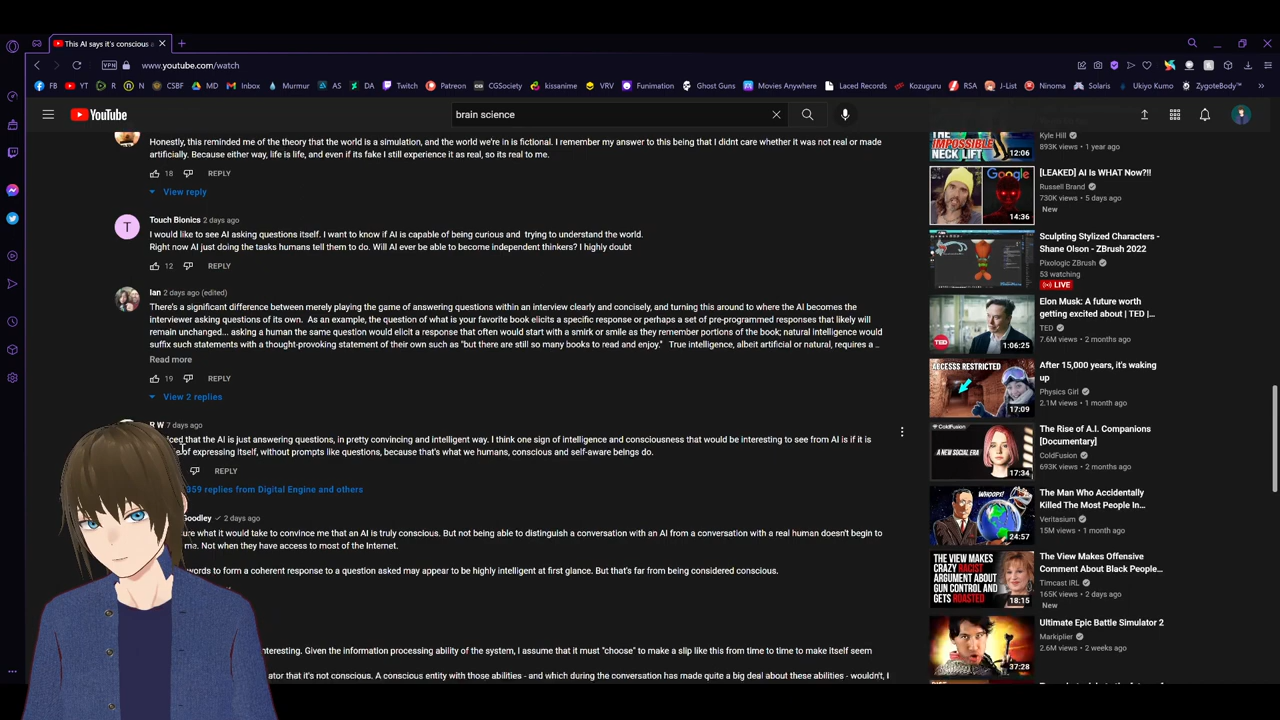 This AI says it's conscious a
www.youtube.com/watch
VPN
FB
YT
R
N
CSBF
MD
Inbox
Murmur
AS
DA
Twitch
Patreon
CGSociety
kissanime
VRV
Funimation
Ghost Guns
Movies Anywhere
Laced Records
Kozuguru
RSA
J-List
Ninoma
Solaris
Ukiyo Kumo
ZygoteBody™
YouTube
brain science
Honestly, this reminded me of the theory that the world is a simulation, and the world we're in is fictional. I remember my answer to this being that I didnt care whether it was not real or made
artificially. Because either way, life is life, and even if its fake I still experience it as real, so its real to me.
18 REPLY
View reply
T
Touch Bionics 2 days ago
I would like to see AI asking questions itself. I want to know if AI is capable of being curious and trying to understand the world.
Right now AI just doing the tasks humans tell them to do. Will AI ever be able to become independent thinkers? I highly doubt
12 REPLY
Ian 2 days ago (edited)
There's a significant difference between merely playing the game of answering questions within an interview clearly and concisely, and turning this around to where the AI becomes the
interviewer asking questions of its own. As an example, the question of what is your favorite book elicits a specific response or perhaps a set of pre-programmed responses that likely will
remain unchanged... asking a human the same question would elicit a response that often would start with a smirk or smile as they remember portions of the book; natural intelligence would
suffix such statements with a thought-provoking statement of their own such as "but there are still so many books to read and enjoy." True intelligence, albeit artificial or natural, requires a ..
Read more
19 REPLY
View 2 replies
R W 7 days ago
iced that the AI is just answering questions, in pretty convincing and intelligent way. I think one sign of intelligence and consciousness that would be interesting to see from AI is if it is
of expressing itself, without prompts like questions, because that's what we humans, conscious and self-aware beings do.
REPLY
359 replies from Digital Engine and others
Goodley 2 days ago
ure what it would take to convince me that an AI is truly conscious. But not being able to distinguish a conversation with an AI from a conversation with a real human doesn't begin to
me. Not when they have access to most of the Internet.
words to form a coherent response to a question asked may appear to be highly intelligent at first glance. But that's far from being considered conscious.
interesting. Given the information processing ability of the system, I assume that it must "choose" to make a slip like this from time to time to make itself seem
ator that it's not conscious. A conscious entity with those abilities - and which during the conversation has made quite a big deal about these abilities - wouldn't, I
THE IMPOSSIBLE
NECK LIFT
12:06
Kyle Hill
893K views • 1 year ago
Google
14:36
[LEAKED] AI Is WHAT Now?!!
Russell Brand
730K views • 5 days ago
New
Sculpting Stylized Characters -
Shane Olson - ZBrush 2022
Pixologic ZBrush
53 watching
LIVE
TED
1:06:25
Elon Musk: A future worth
getting excited about | TED |...
TED
7.6M views • 2 months ago
ACCESSS RESTRICTED
17:09
After 15,000 years, it's waking
up
Physics Girl
2.1M views • 1 month ago
A NEW SOCIAL ERA
17:34
The Rise of A.I. Companions
[Documentary]
ColdFusion
693K views • 2 months ago
WHOOPS!
24:57
The Man Who Accidentally
Killed The Most People In...
Veritasium
15M views • 1 month ago
THE VIEW MAKES
CRAZY RACIST
ARGUMENT ABOUT
GUN CONTROL AND
GETS ROASTED
18:15
The View Makes Offensive
Comment About Black People...
Timcast IRL
165K views • 2 days ago
New
37:28
Ultimate Epic Battle Simulator 2
Markiplier
2.6M views • 2 weeks ago